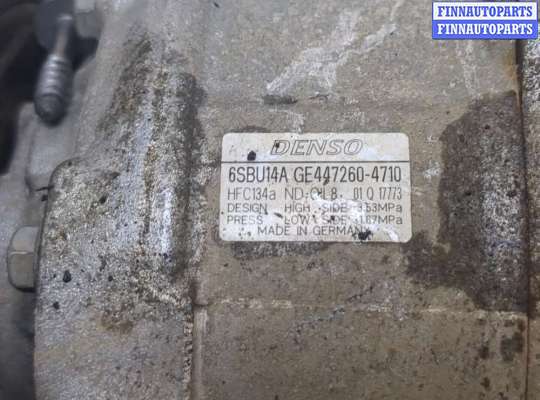 FINNAUTOPARTS
FINNAUTOPARTS
DENSO
6SBU14A GE447260-4710
HFC134a ND-OIL8 01 Q 17773
DESIGN HIGH SIDE 3.53MPa
PRESS LOW SIDE 1.67MPa
MADE IN GERMANY